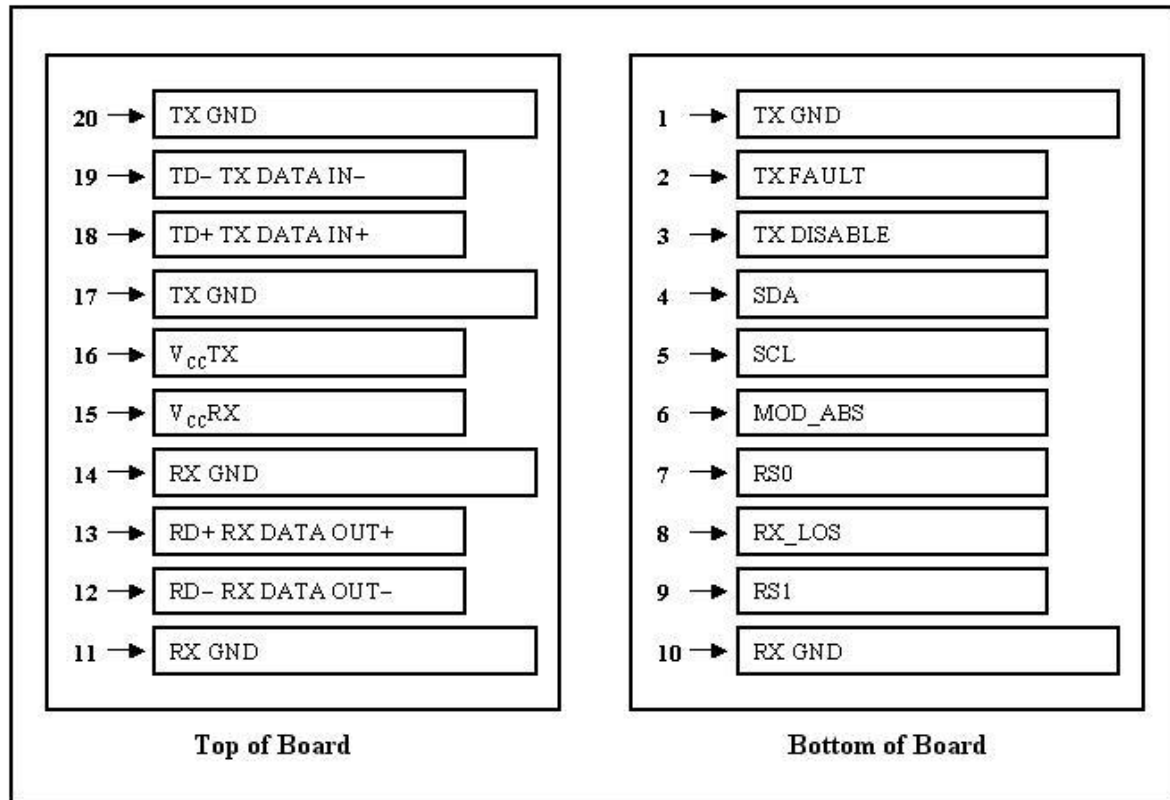 20 TX GND
19 TD− TX DATA IN−
18 TD+ TX DATA IN+
17 TX GND
16 VCCTX
15 VCCRX
14 RX GND
13 RD+ RX DATA OUT+
12 RD− RX DATA OUT−
11 RX GND
Top of Board
1 TX GND
2 TX FAULT
3 TX DISABLE
4 SDA
5 SCL
6 MOD_ABS
7 RS0
8 RX_LOS
9 RS1
10 RX GND
Bottom of Board